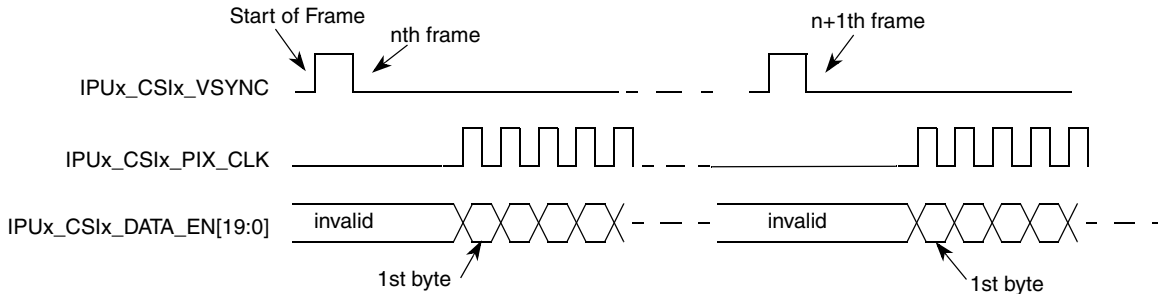 Start of Frame
nth frame
n+1th frame
IPUx_CSIx_VSYNC
IPUx_CSIx_PIX_CLK
IPUx_CSIx_DATA_EN[19:0]
invalid
invalid
1st byte
1st byte